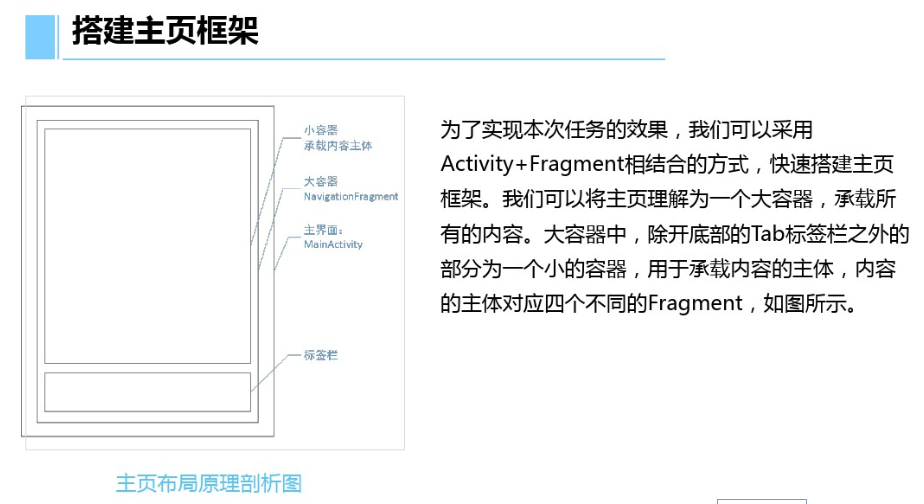 搭建主页框架
小容器
承载内容主体
大容器
NavigationFragment
主界面：
MainActivity
标签栏
主页布局原理剖析图
为了实现本次任务的效果，我们可以采用
Activity+Fragment相结合的方式，快速搭建主页
框架。我们可以将主页理解为一个大容器，承载所
有的内容。大容器中，除开底部的Tab标签栏之外的
部分为一个小的容器，用于承载内容的主体，内容
的主体对应四个不同的Fragment，如图所示。